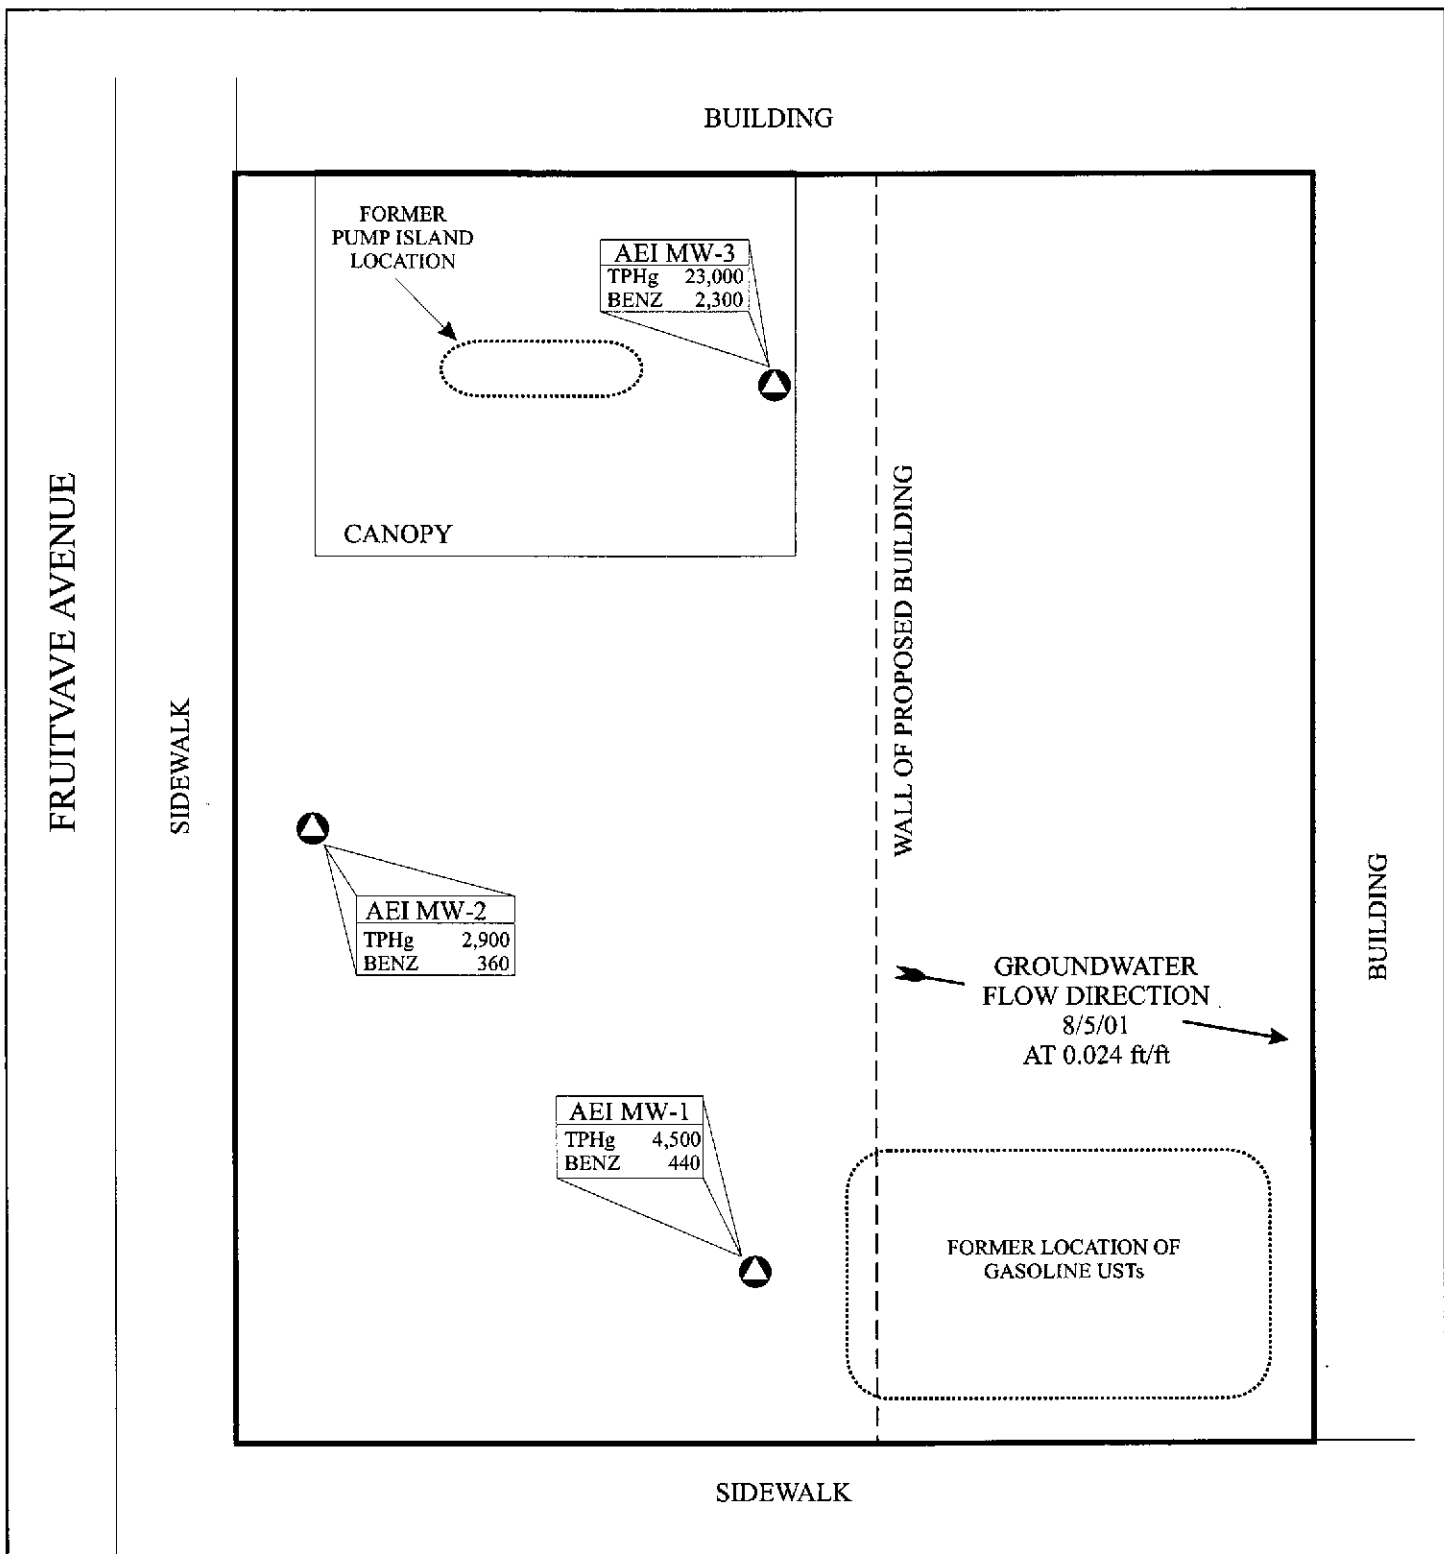 BUILDING
FORMER
PUMP ISLAND
LOCATION
AEI MW-3
TPHg 23,000
BENZ 2,300
CANOPY
FRUITVAVE AVENUE
SIDEWALK
WALL OF PROPOSED BUILDING
AEI MW-2
TPHg 2,900
BENZ 360
GROUNDWATER
FLOW DIRECTION
8/5/01
AT 0.024 ft/ft
BUILDING
AEI MW-1
TPHg 4,500
BENZ 440
FORMER LOCATION OF
GASOLINE USTs
SIDEWALK